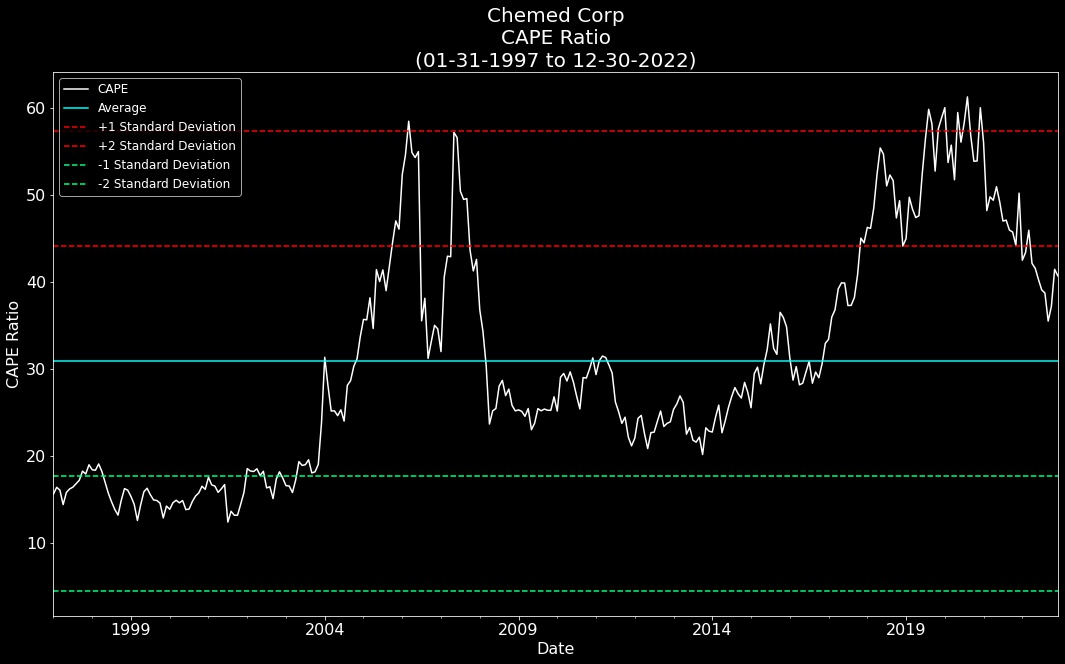 Chemed Corp
CAPE Ratio
(01-31-1997 to 12-30-2022)
CAPE
Average
+1 Standard Deviation
+2 Standard Deviation
-1 Standard Deviation
-2 Standard Deviation
60
50
40
30
20
10
CAPE Ratio
1999
2004
2009
2014
2019
Date